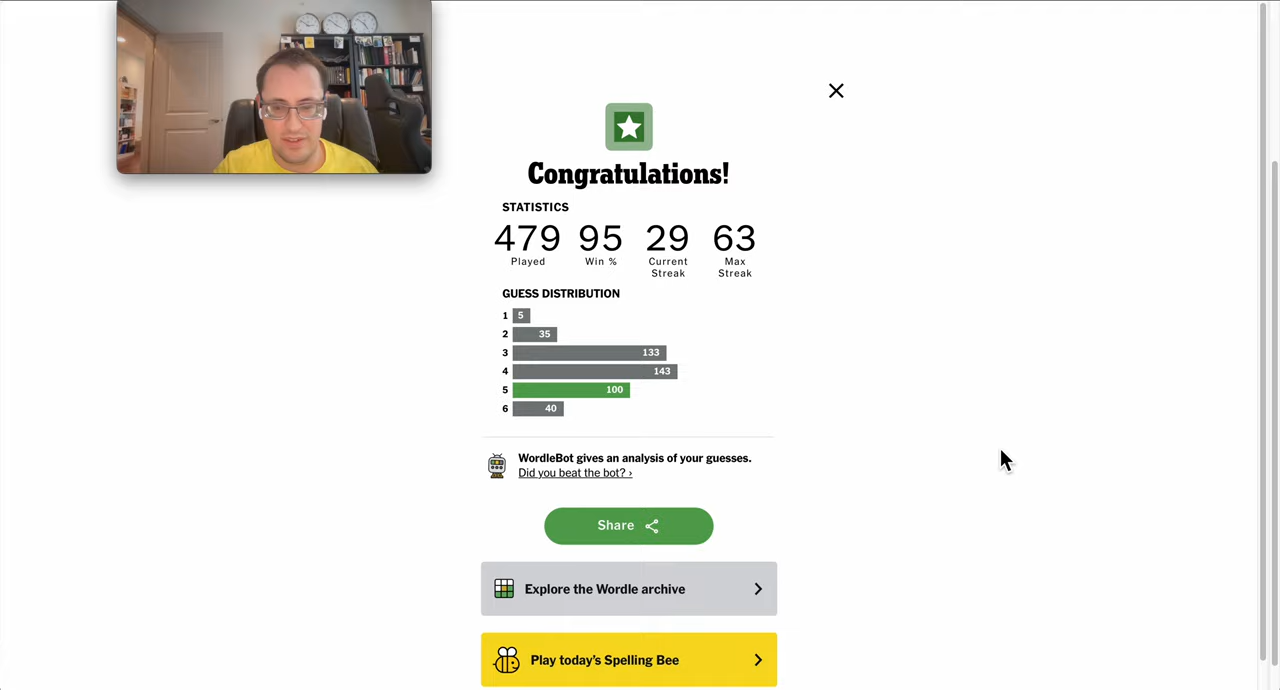 Congratulations!
STATISTICS
479 95 29 63
Played Win % Current Streak Max Streak
GUESS DISTRIBUTION
1 5
2 35
3 133
4 143
5 100
6 40
WordleBot gives an analysis of your guesses.
Did you beat the bot? ›
Share
Explore the Wordle archive
Play today's Spelling Bee